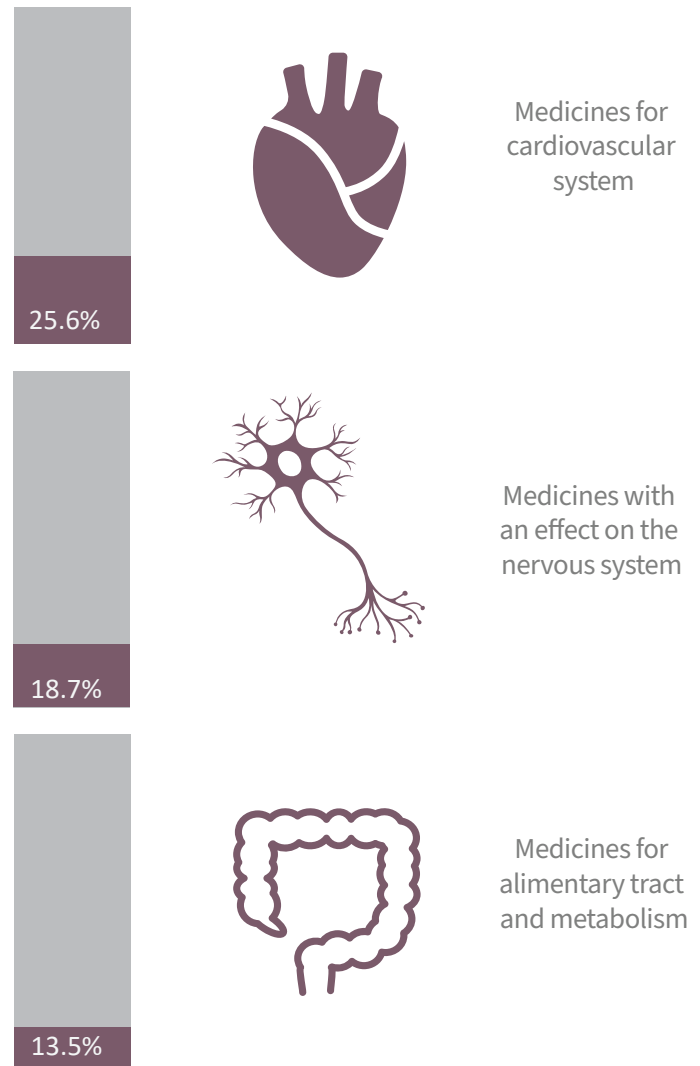 Medicines for
cardiovascular
system
25.6%
Medicines with
an effect on the
nervous system
18.7%
Medicines for
alimentary tract
and metabolism
13.5%